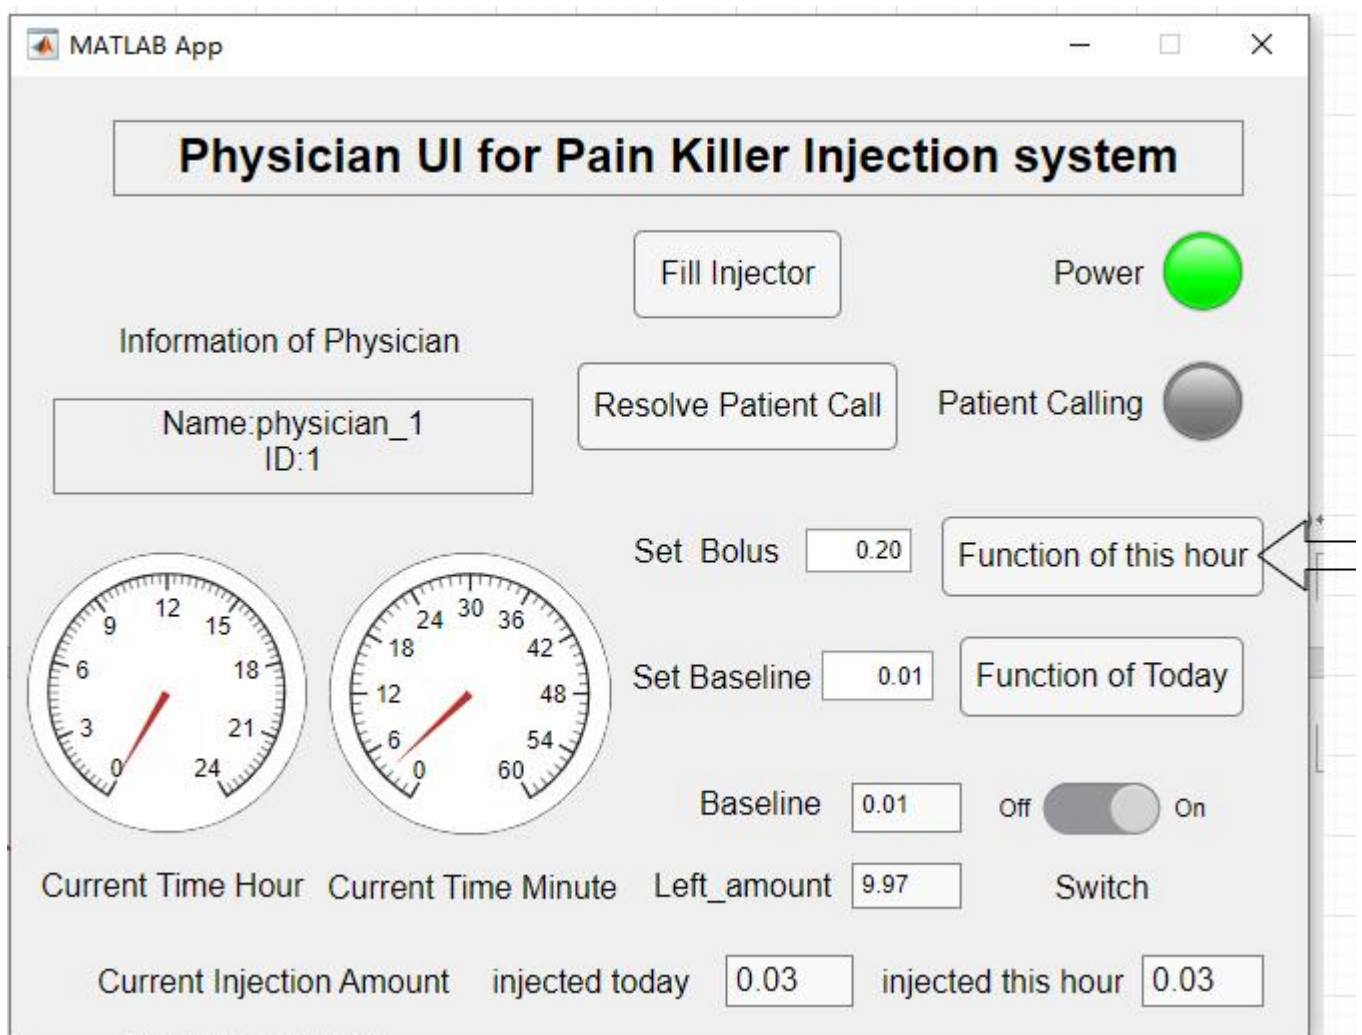 MATLAB App
Physician UI for Pain Killer Injection system
Fill Injector
Power
Information of Physician
Resolve Patient Call
Patient Calling
Name:physician_1
ID:1
Set Bolus
0.20
Function of this hour
0
3
6
9
12
15
18
21
24
0
6
12
18
24
30
36
42
48
54
60
Set Baseline
0.01
Function of Today
Baseline
0.01
Off
On
Current Time Hour
Current Time Minute
Left_amount
9.97
Switch
Current Injection Amount
injected today
0.03
injected this hour
0.03